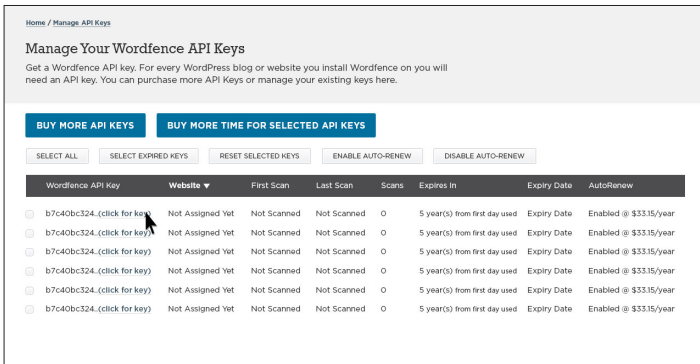 Home / Manage API Keys
Manage Your Wordfence API Keys
Get a Wordfence API key. For every WordPress blog or website you install Wordfence on you will
need an API key. You can purchase more API Keys or manage your existing keys here.
BUY MORE API KEYS BUY MORE TIME FOR SELECTED API KEYS
SELECT ALL SELECT EXPIRED KEYS RESET SELECTED KEYS ENABLE AUTO-RENEW DISABLE AUTO-RENEW
Wordfence API Key Website ▼ First Scan Last Scan Scans Expires In Expiry Date AutoRenew
b7c40bc324..(click for key) Not Assigned Yet Not Scanned Not Scanned 0 5 year(s) from first day used Expiry Date Enabled @ $33.15/year
b7c40bc324..(click for key) Not Assigned Yet Not Scanned Not Scanned 0 5 year(s) from first day used Expiry Date Enabled @ $33.15/year
b7c40bc324..(click for key) Not Assigned Yet Not Scanned Not Scanned 0 5 year(s) from first day used Expiry Date Enabled @ $33.15/year
b7c40bc324..(click for key) Not Assigned Yet Not Scanned Not Scanned 0 5 year(s) from first day used Expiry Date Enabled @ $33.15/year
b7c40bc324..(click for key) Not Assigned Yet Not Scanned Not Scanned 0 5 year(s) from first day used Expiry Date Enabled @ $33.15/year
b7c40bc324..(click for key) Not Assigned Yet Not Scanned Not Scanned 0 5 year(s) from first day used Expiry Date Enabled @ $33.15/year